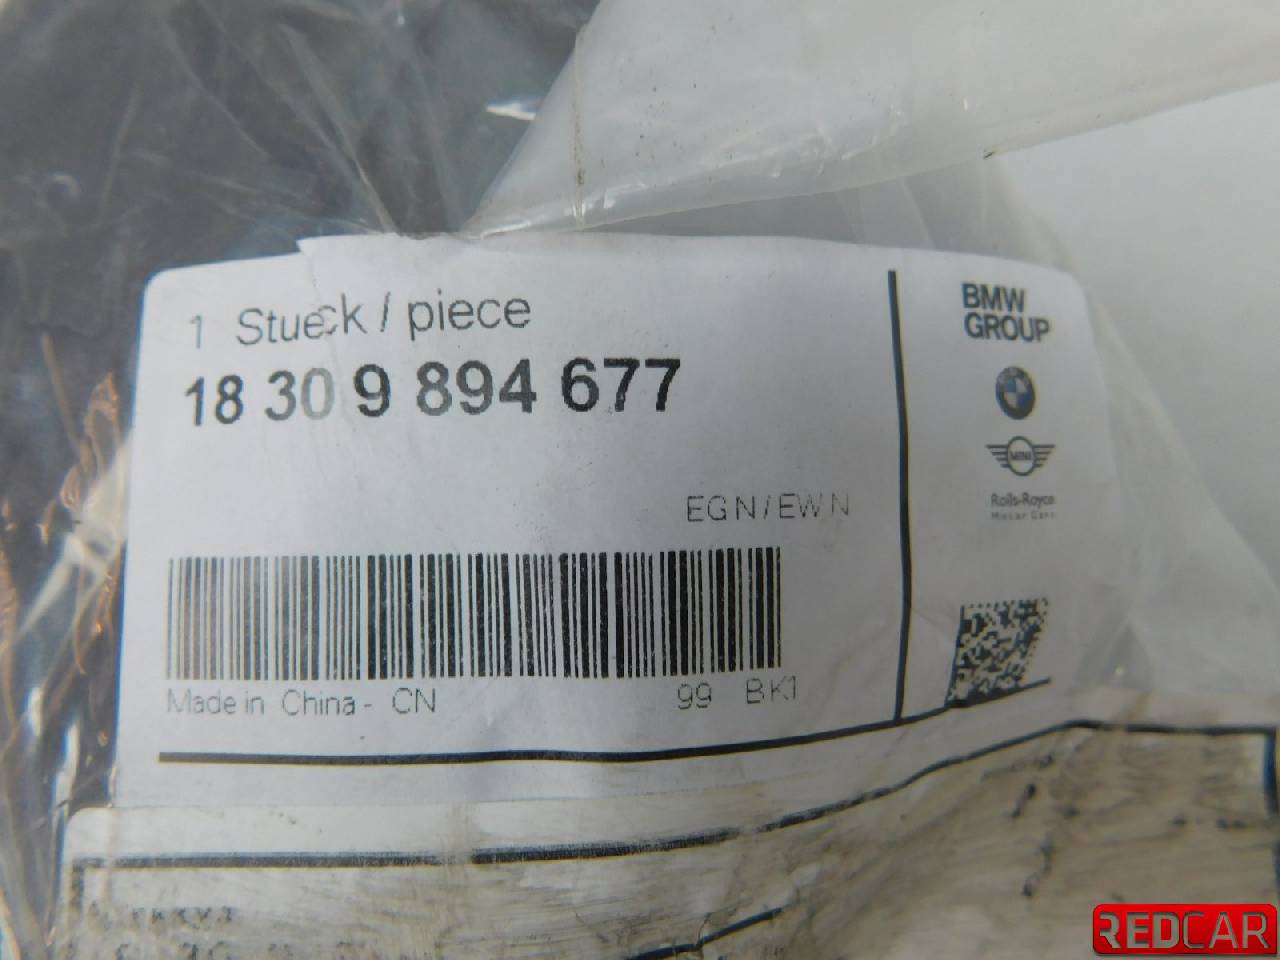 1 Stueck / piece
18 30 9 894 677
EGN/EWN
Made in China - CN
99 BK1
BMW
GROUP
MINI
Rolls-Royce
Motor Cars
REDCAR